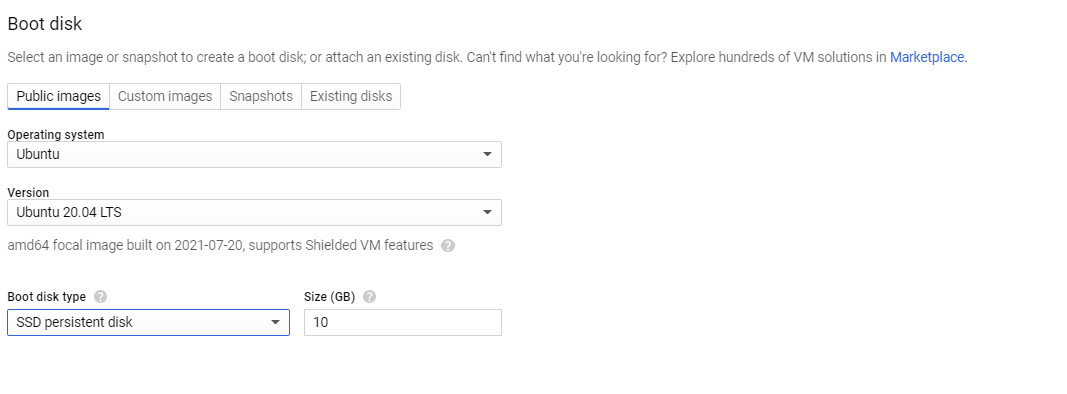 Boot disk
Select an image or snapshot to create a boot disk; or attach an existing disk. Can't find what you're looking for? Explore hundreds of VM solutions in Marketplace.
Public images Custom images Snapshots Existing disks
Operating system
Ubuntu
Version
Ubuntu 20.04 LTS
amd64 focal image built on 2021-07-20, supports Shielded VM features ?
Boot disk type ? Size (GB) ?
SSD persistent disk 10